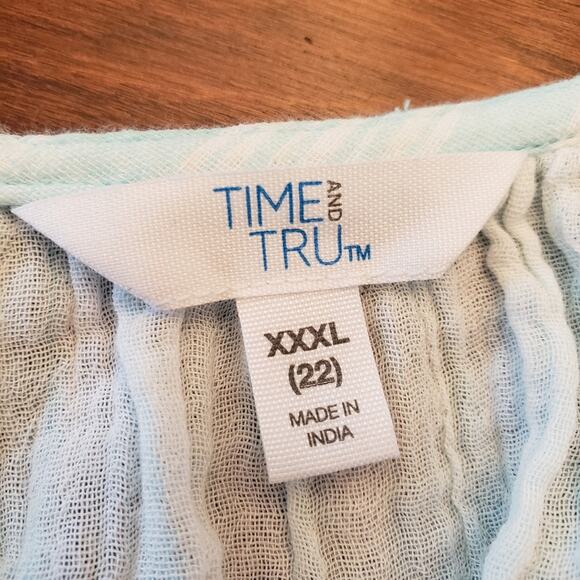 TIME AND
TRU™
XXXL
(22)
MADE IN
INDIA